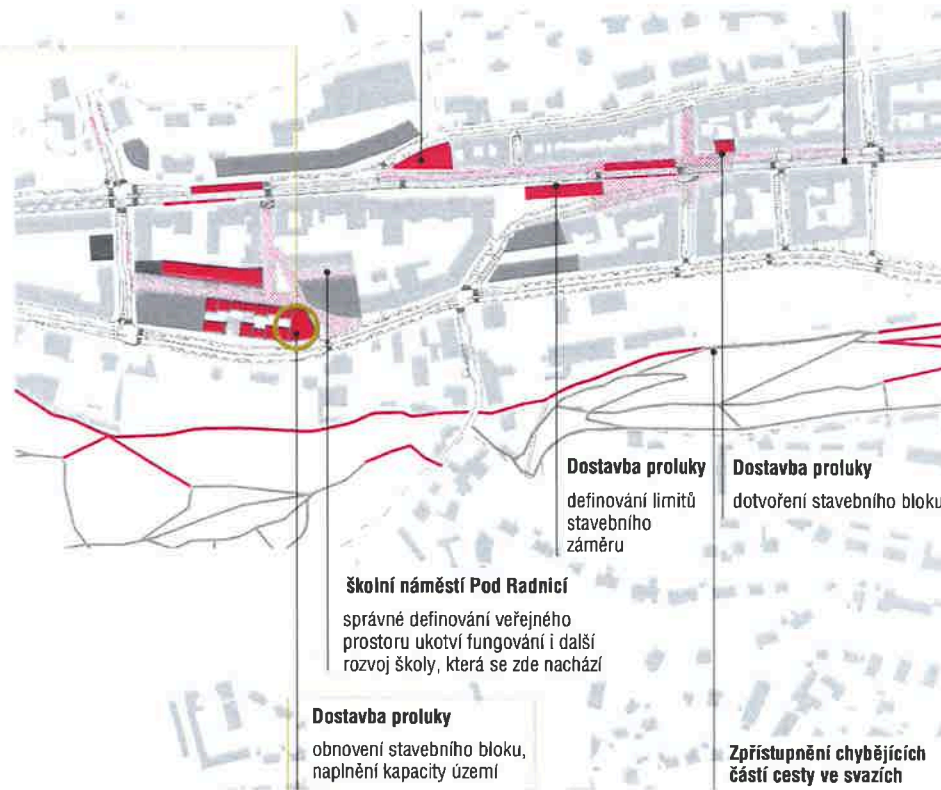 Dostavba proluky
definování limitů
stavebního
záměru
Dostavba proluky
dotvoření stavebního bloku
školní náměstí Pod Radnicí
správné definování veřejného
prostoru ukotví fungování i další
rozvoj školy, která se zde nachází
Dostavba proluky
obnovení stavebního bloku,
naplnění kapacity území
Zpřístupnění chybějících
částí cesty ve svazích